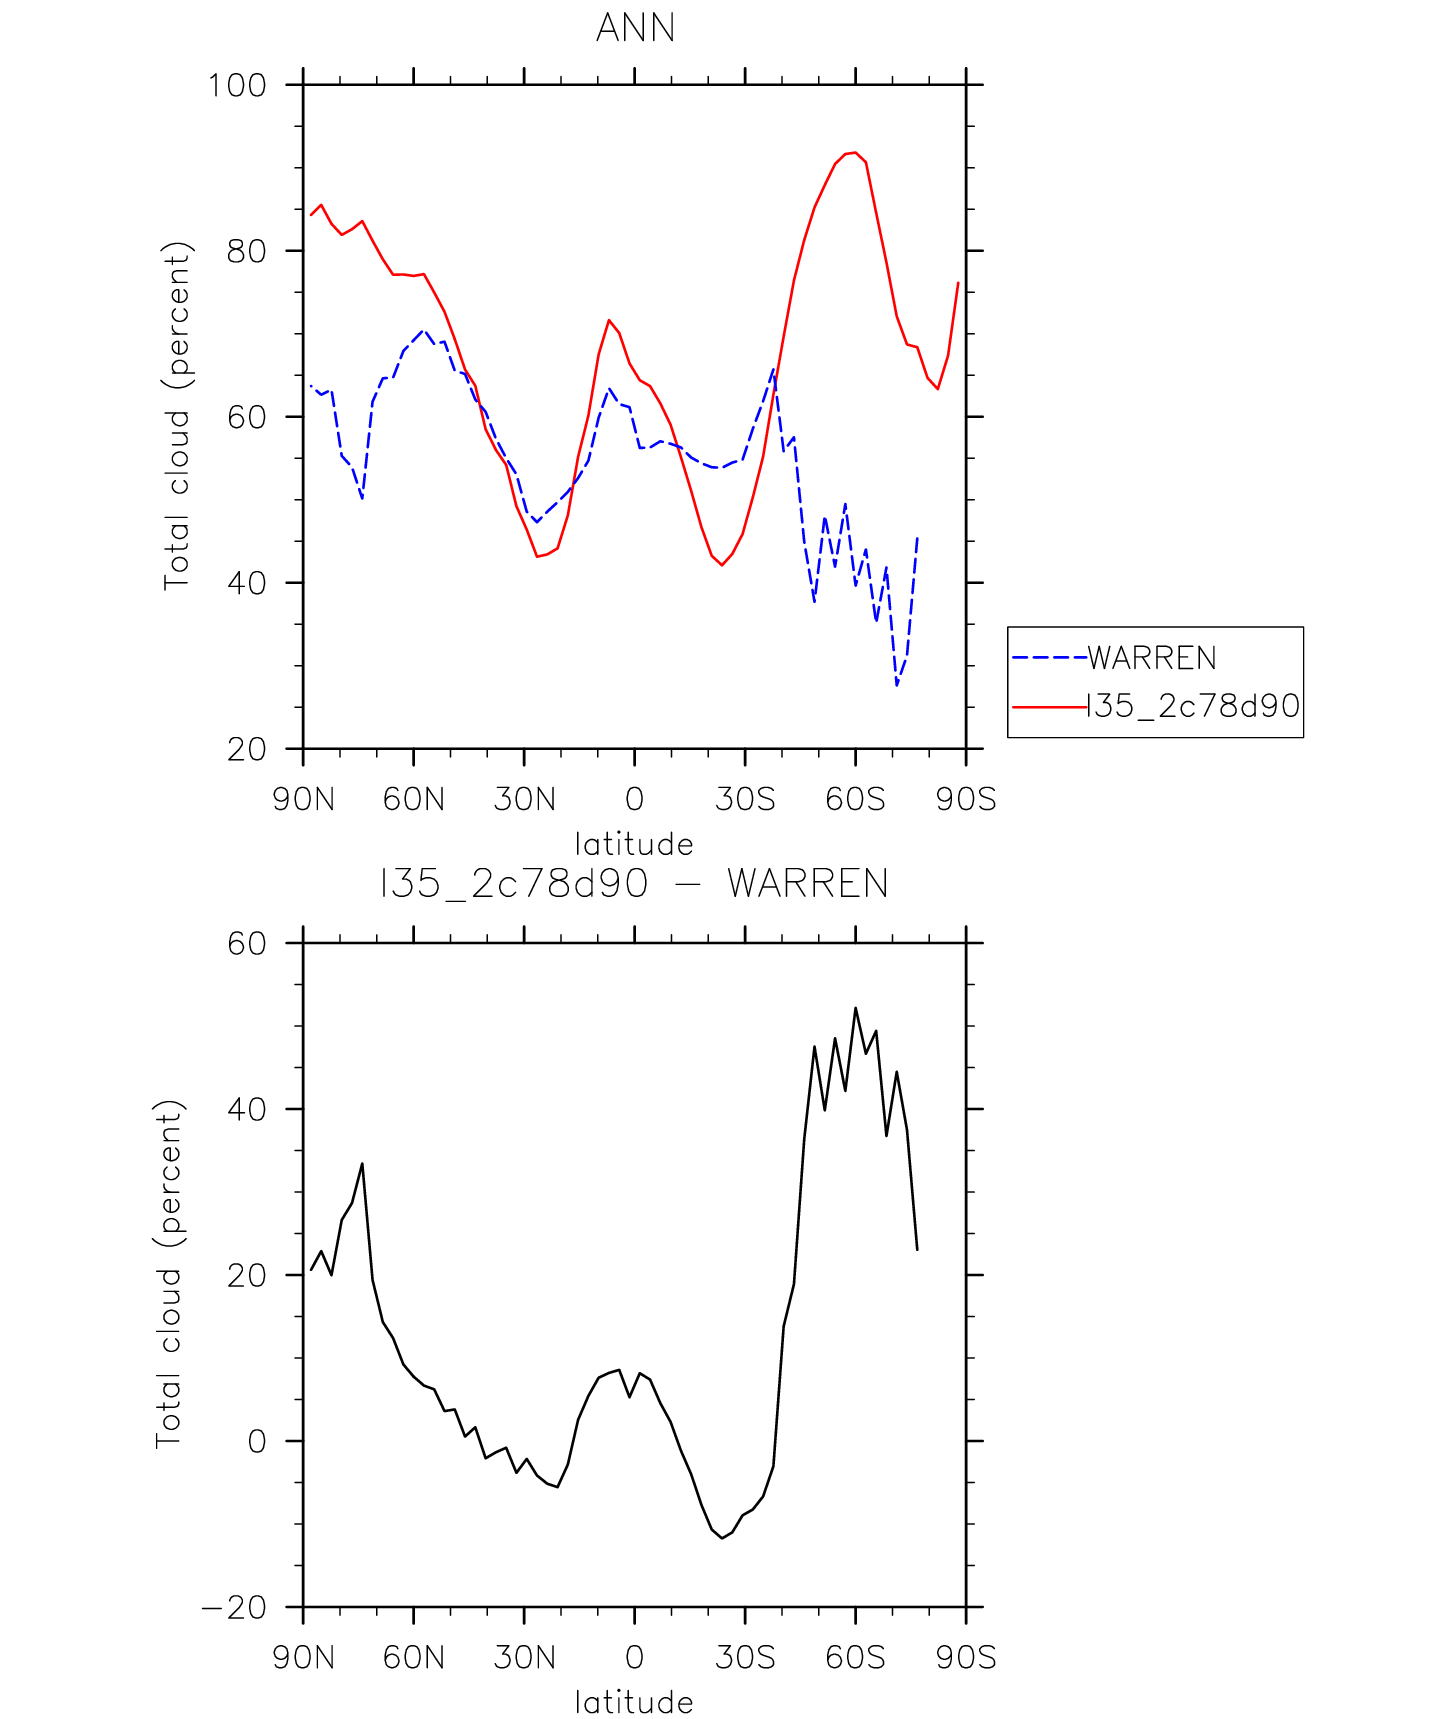 ANN
100
80
60
40
20
Total cloud (percent)
90N 60N 30N 0 30S 60S 90S
latitude
WARREN
I35_2c78d90
I35_2c78d90 − WARREN
60
40
20
0
−20
Total cloud (percent)
90N 60N 30N 0 30S 60S 90S
latitude